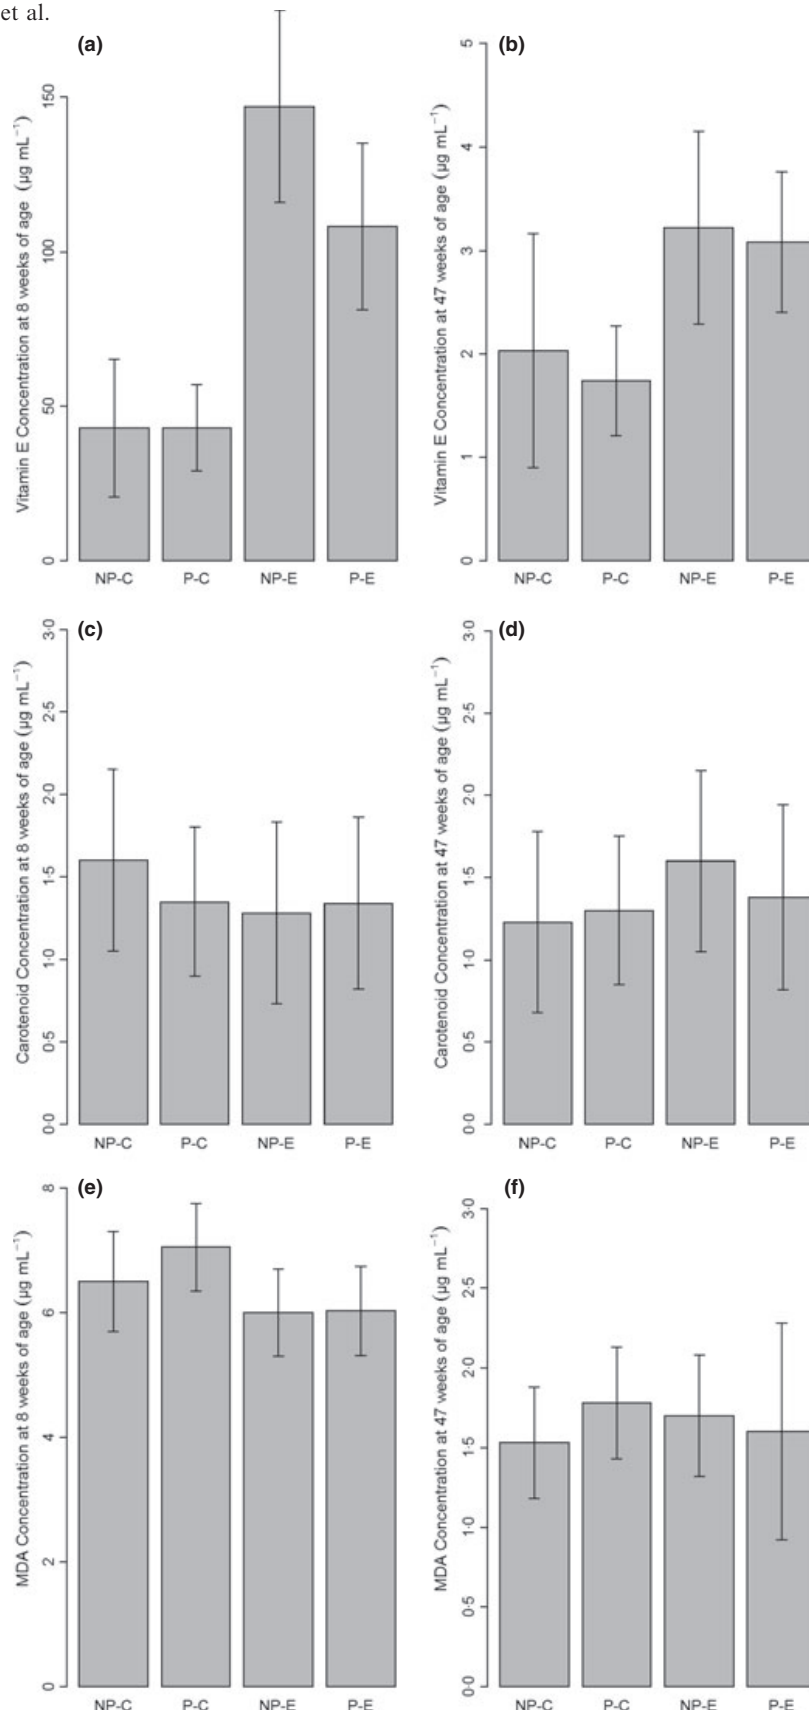 et al.
(a)
Vitamin E Concentration at 8 weeks of age (µg mL⁻¹)
150
100
50
0
NP-C P-C NP-E P-E
(b)
Vitamin E Concentration at 47 weeks of age (µg mL⁻¹)
5
4
3
2
1
0
NP-C P-C NP-E P-E
(c)
Carotenoid Concentration at 8 weeks of age (µg mL⁻¹)
3·0
2·5
2·0
1·5
1·0
0·5
0·0
NP-C P-C NP-E P-E
(d)
Carotenoid Concentration at 47 weeks of age (µg mL⁻¹)
3·0
2·5
2·0
1·5
1·0
0·5
0·0
NP-C P-C NP-E P-E
(e)
MDA Concentration at 8 weeks of age (µg mL⁻¹)
8
6
4
2
0
NP-C P-C NP-E P-E
(f)
MDA Concentration at 47 weeks of age (µg mL⁻¹)
3·0
2·5
2·0
1·5
1·0
0·5
0·0
NP-C P-C NP-E P-E